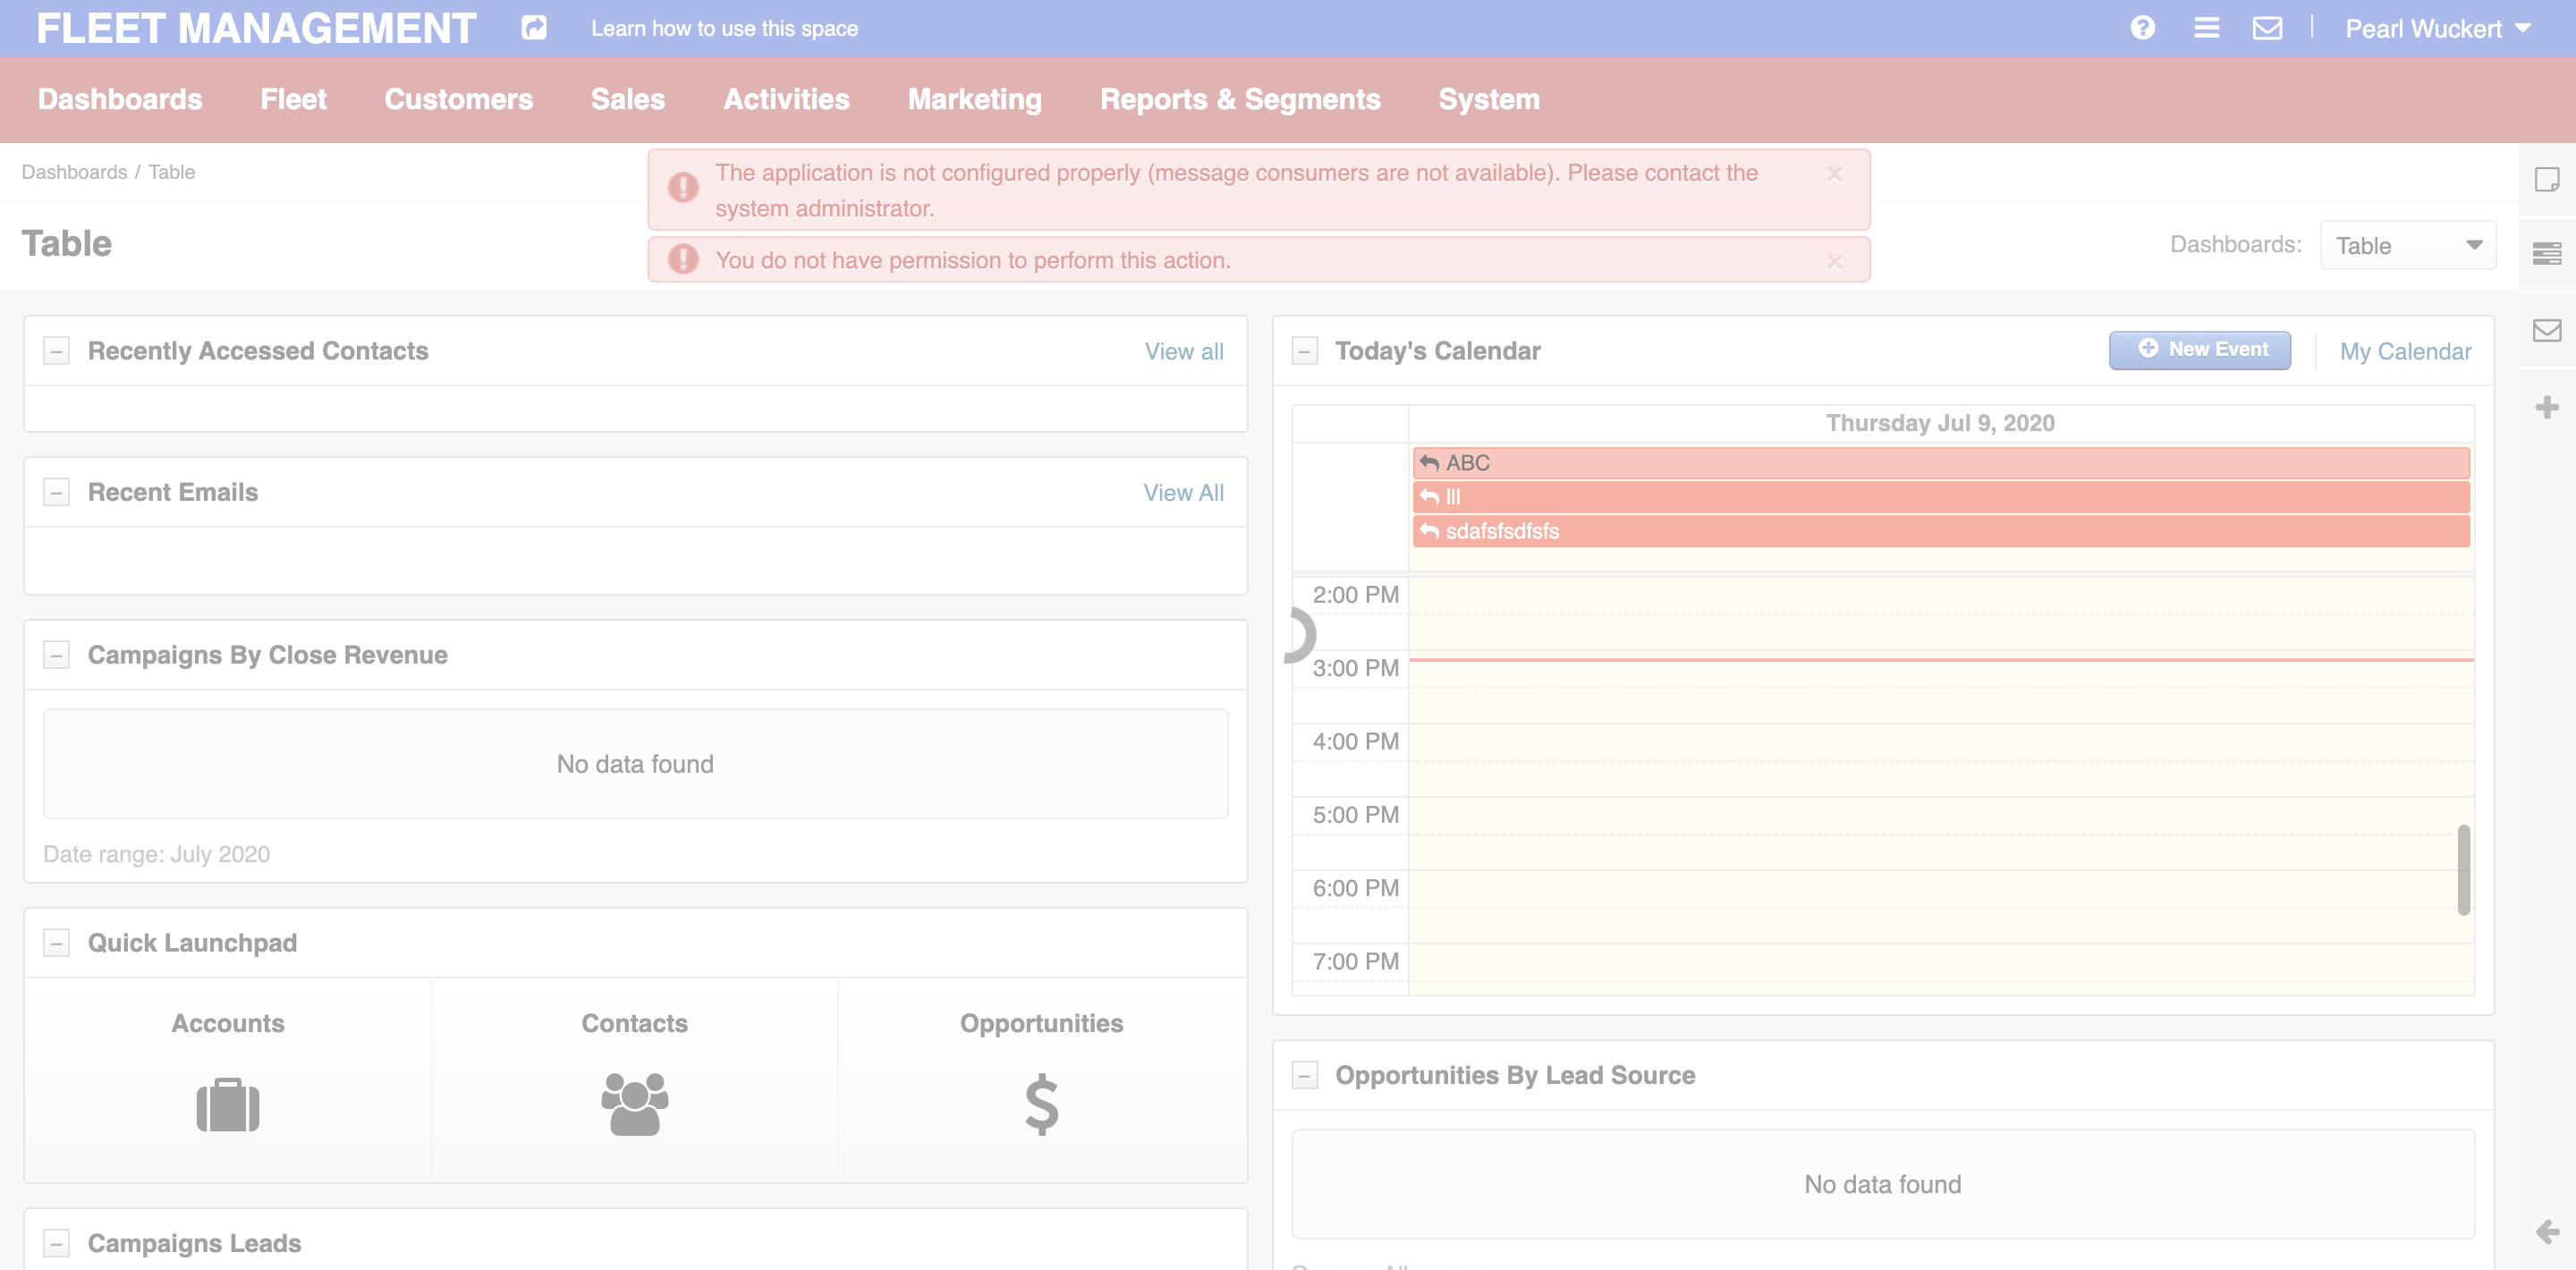 FLEET MANAGEMENT
Learn how to use this space
Pearl Wuckert
Dashboards
Fleet
Customers
Sales
Activities
Marketing
Reports & Segments
System
Dashboards / Table
The application is not configured properly (message consumers are not available). Please contact the
system administrator.
You do not have permission to perform this action.
Table
Dashboards:
Table
Recently Accessed Contacts
View all
Recent Emails
View All
Campaigns By Close Revenue
No data found
Date range: July 2020
Quick Launchpad
Accounts
Contacts
Opportunities
Campaigns Leads
Today's Calendar
New Event
My Calendar
Thursday Jul 9, 2020
ABC
lll
sdafsfsdfsfs
2:00 PM
3:00 PM
4:00 PM
5:00 PM
6:00 PM
7:00 PM
Opportunities By Lead Source
No data found